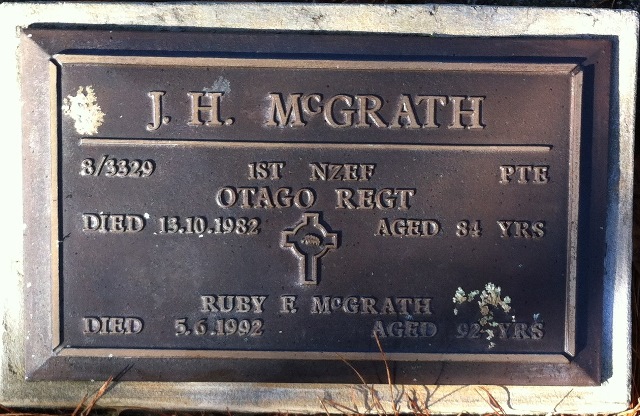 J. H. McGRATH
8/3329 1ST NZEF PTE
OTAGO REGT
DIED 13.10.1982 AGED 84 YRS
RUBY F McGRATH
DIED 5.6.1992 AGED 92 YRS